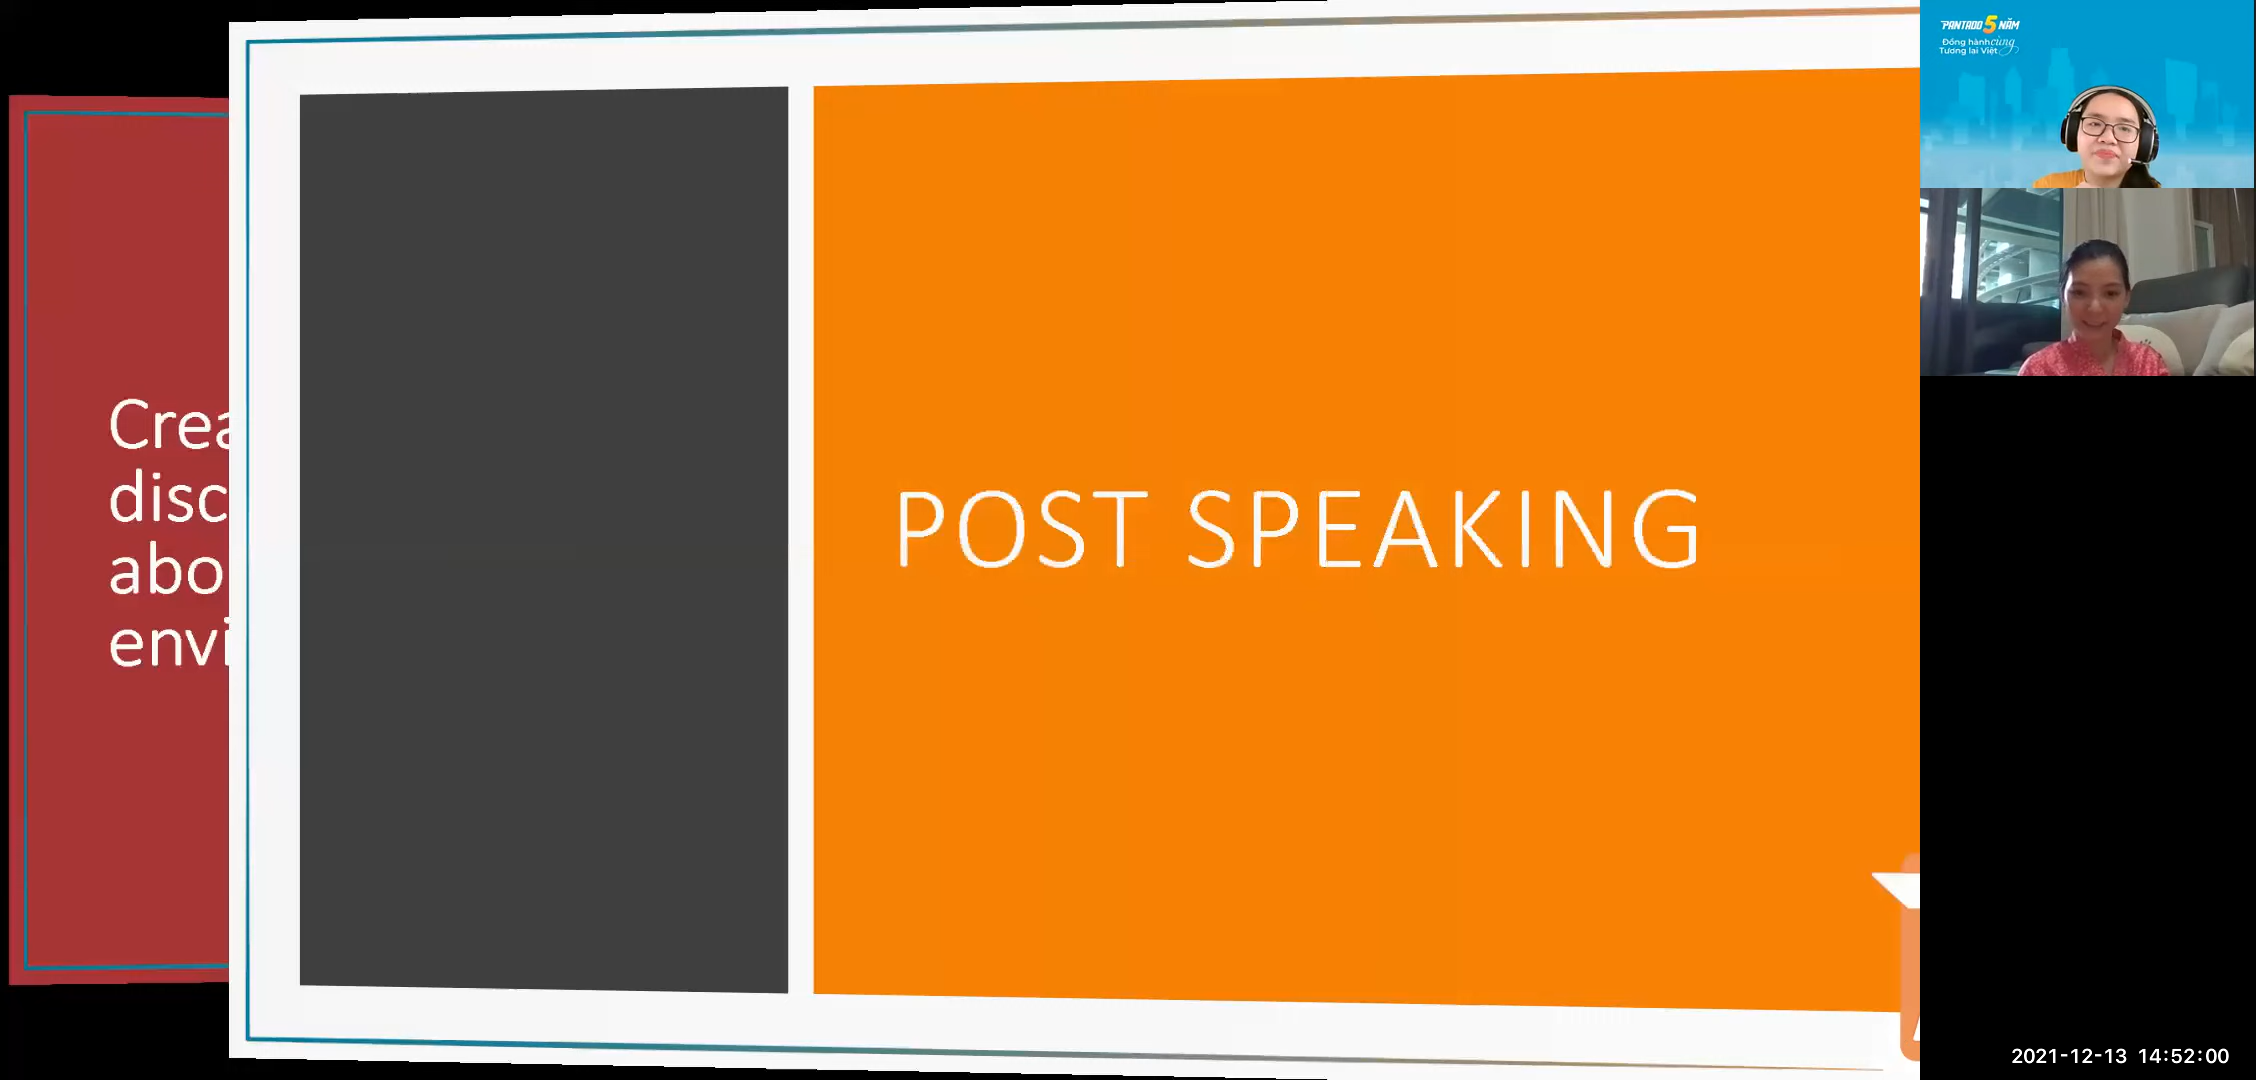 Crea
disc
abo
envi
POST SPEAKING
PANTADO 5 NĂM
Đồng hành cùng
Tương lai Việt
2021-12-13 14:52:00